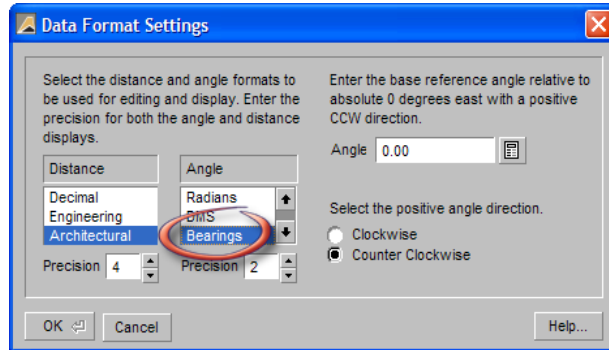 Data Format Settings
Select the distance and angle formats to
be used for editing and display. Enter the
precision for both the angle and distance
displays.
Distance
Angle
Decimal
Engineering
Architectural
Radians
DMS
Bearings
Precision 4
Precision 2
Enter the base reference angle relative to
absolute 0 degrees east with a positive
CCW direction.
Angle 0.00
Select the positive angle direction.
Clockwise
Counter Clockwise
OK
Cancel
Help...